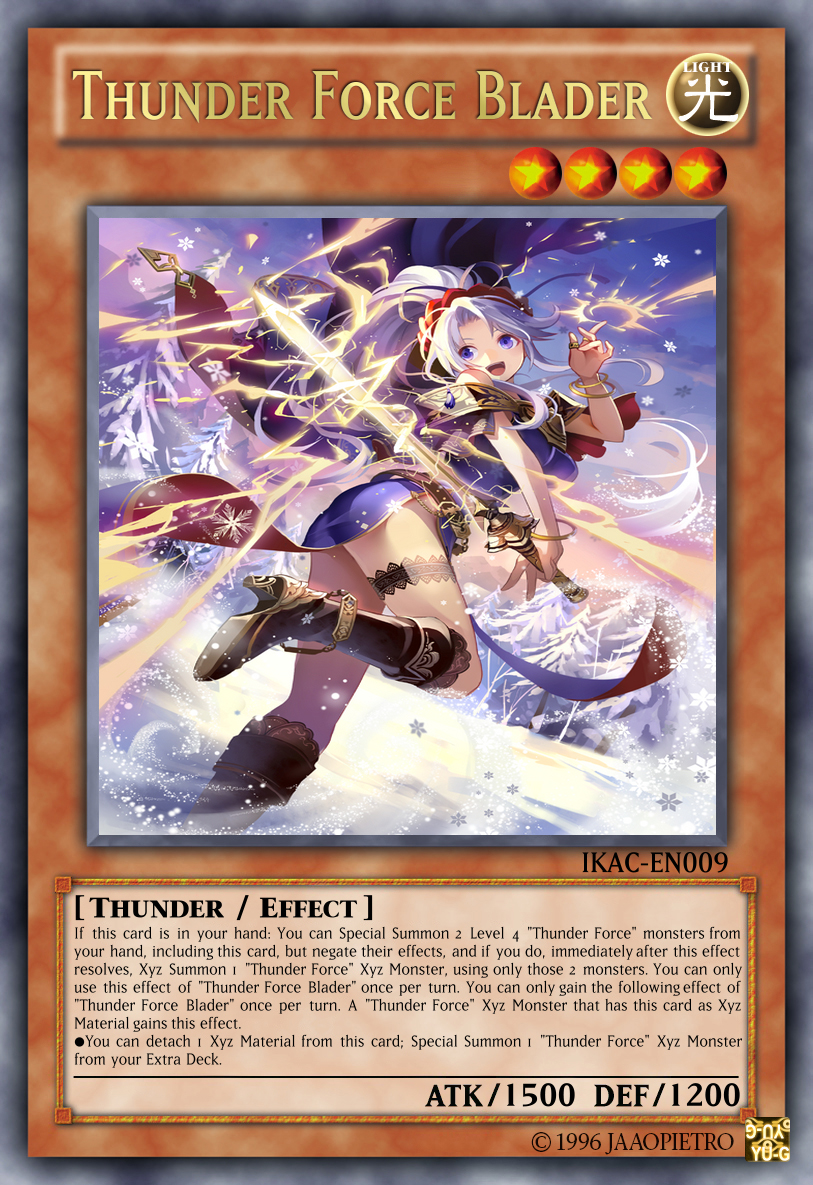 THUNDER FORCE BLADER
LIGHT
光
IKAC-EN009
[ THUNDER / EFFECT ]
If this card is in your hand: You can Special Summon 2 Level 4 "Thunder Force" monsters from
your hand, including this card, but negate their effects, and if you do, immediately after this effect
resolves, Xyz Summon 1 "Thunder Force" Xyz Monster, using only those 2 monsters. You can only
use this effect of "Thunder Force Blader" once per turn. You can only gain the following effect of
"Thunder Force Blader" once per turn. A "Thunder Force" Xyz Monster that has this card as Xyz
Material gains this effect.
●You can detach 1 Xyz Material from this card; Special Summon 1 "Thunder Force" Xyz Monster
from your Extra Deck.
ATK/1500 DEF/1200
© 1996 JAAOPIETRO